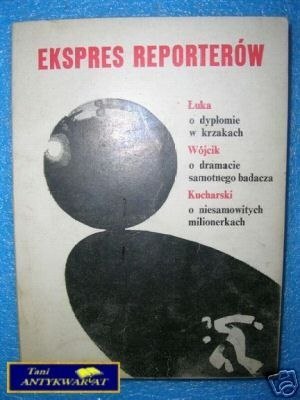 EKSPRES REPORTERÓW
Łuka
o dyplomie
w krzakach
Wójcik
o dramacie
samotnego badacza
Kucharski
o niesamowitych
milionerkach
Tani
ANTYKWARIAT